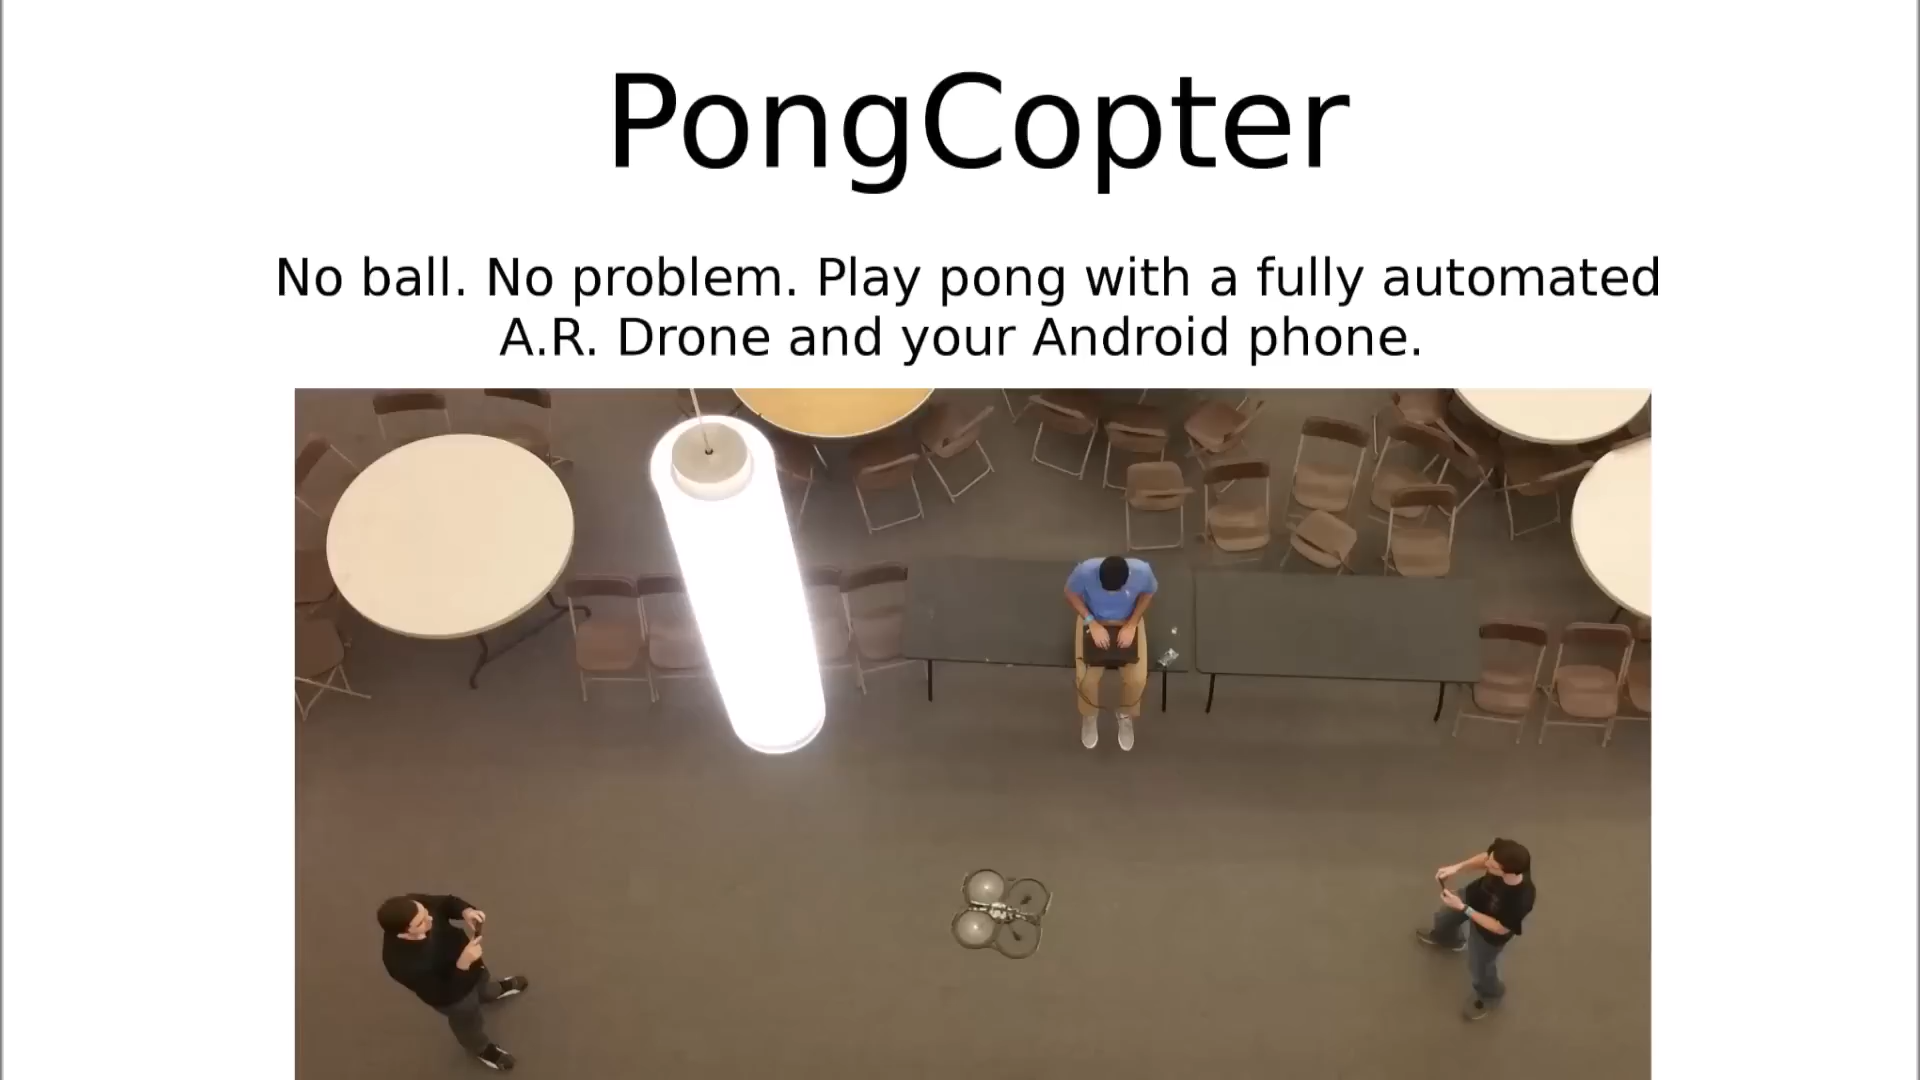 PongCopter
No ball. No problem. Play pong with a fully automated
A.R. Drone and your Android phone.